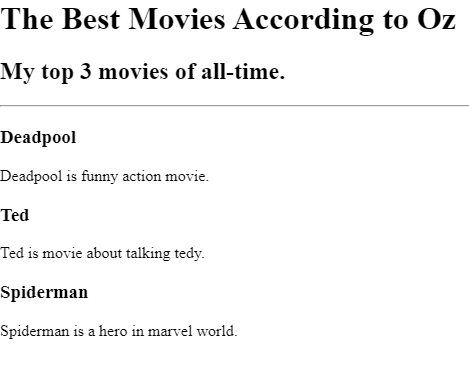 The Best Movies According to Oz
My top 3 movies of all-time.
Deadpool
Deadpool is funny action movie.
Ted
Ted is movie about talking tedy.
Spiderman
Spiderman is a hero in marvel world.